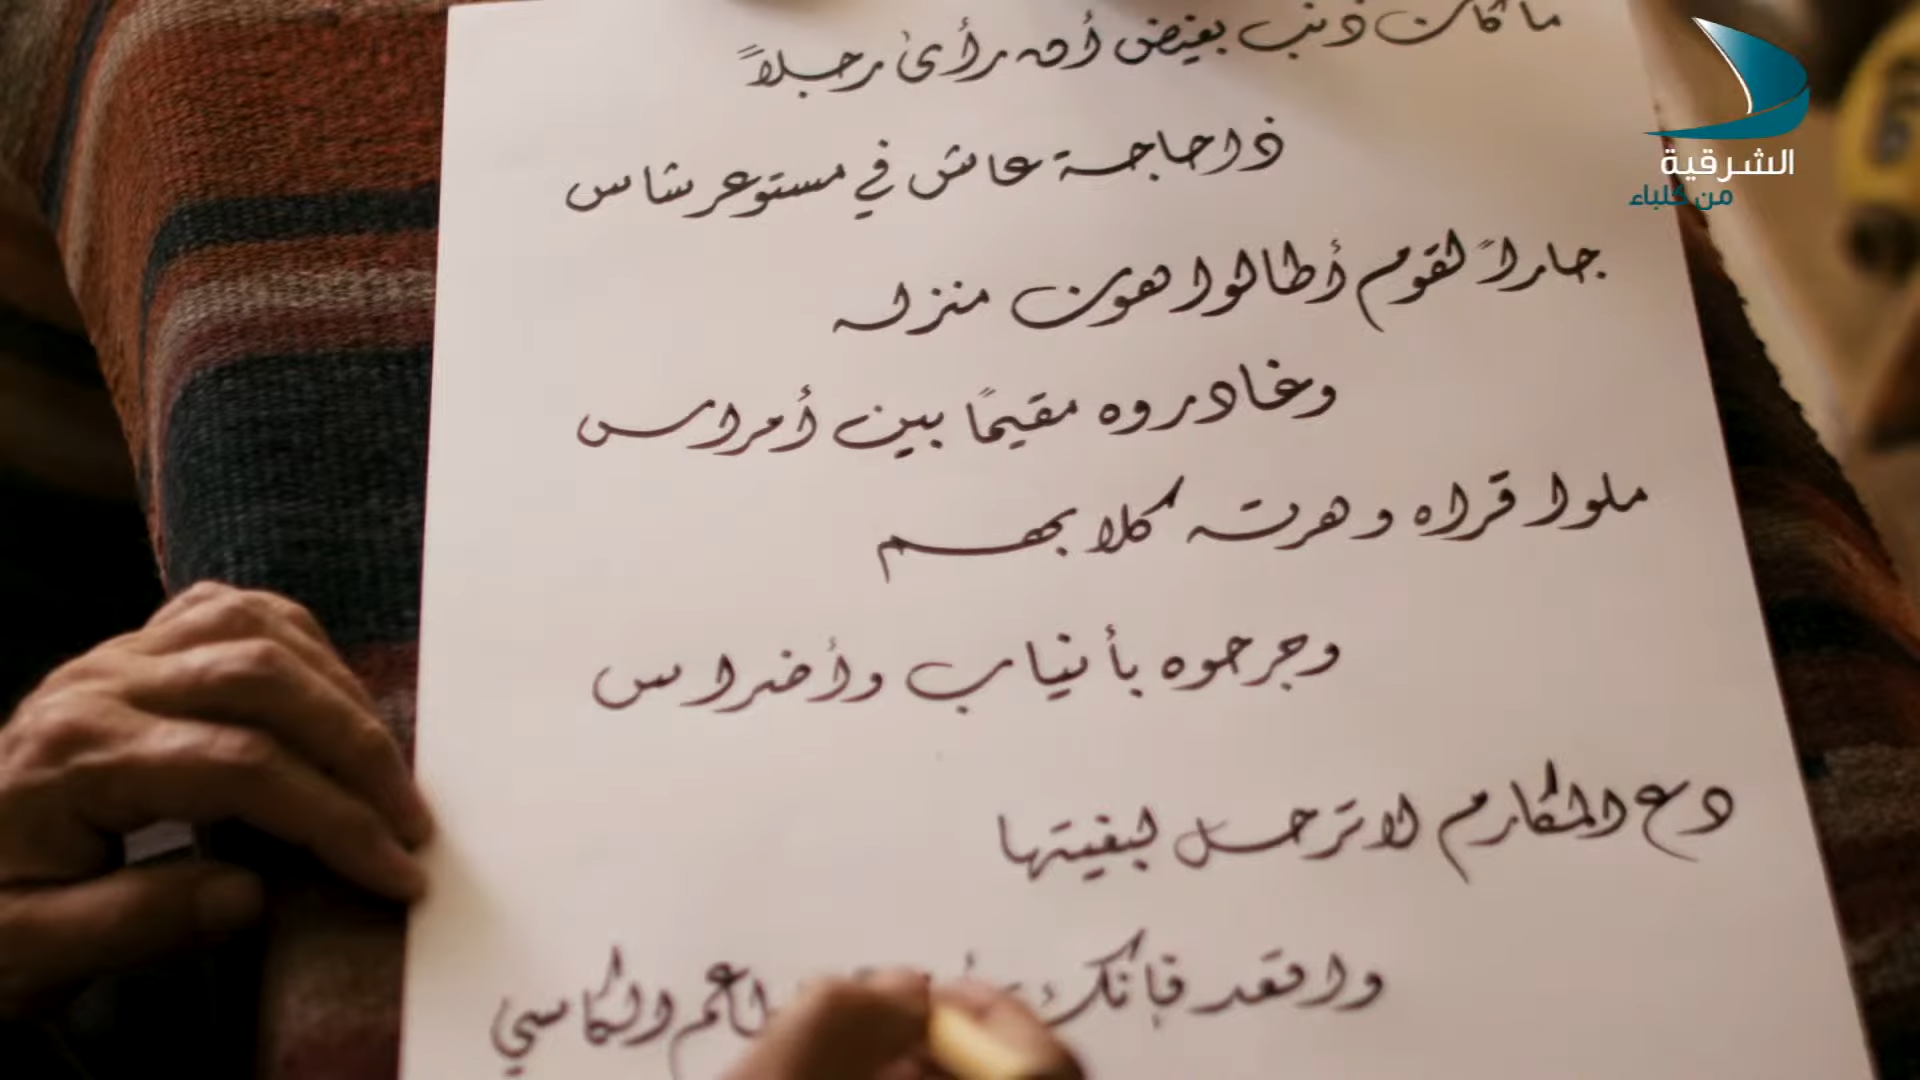 ما كان ذنب بغيض أن رأى رجلاً
ذا حاجة عاش في مستوعر شاس
جاراً لقوم أطالوا هون منزله
وغادروه مقيمًا بين أمراس
ملوا قراه وهرته كلابهم
وجرحوه بأنياب وأضراس
دع المكارم لا ترحل لبغيتها
واقعد فإنك الكاسي
الشرقية
من كلباء